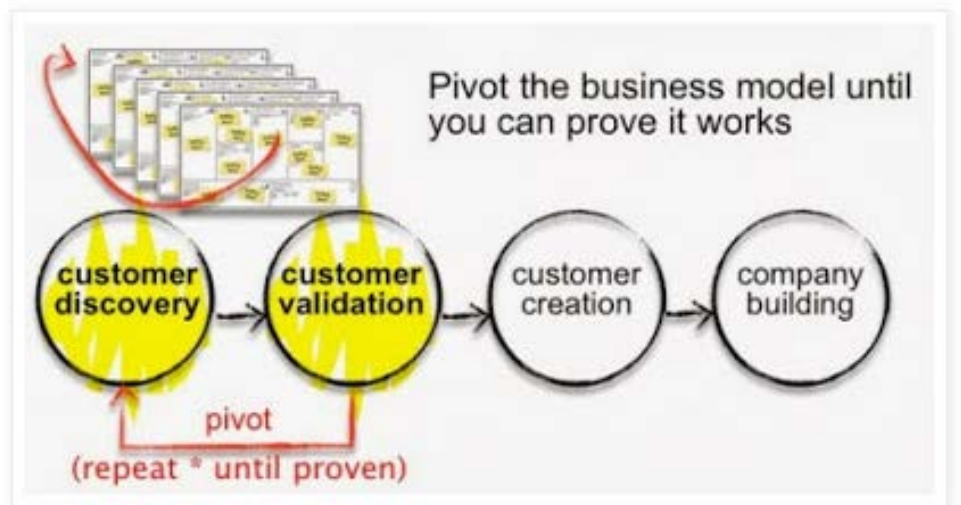 Pivot the business model until
you can prove it works
customer
discovery
customer
validation
customer
creation
company
building
pivot
(repeat * until proven)